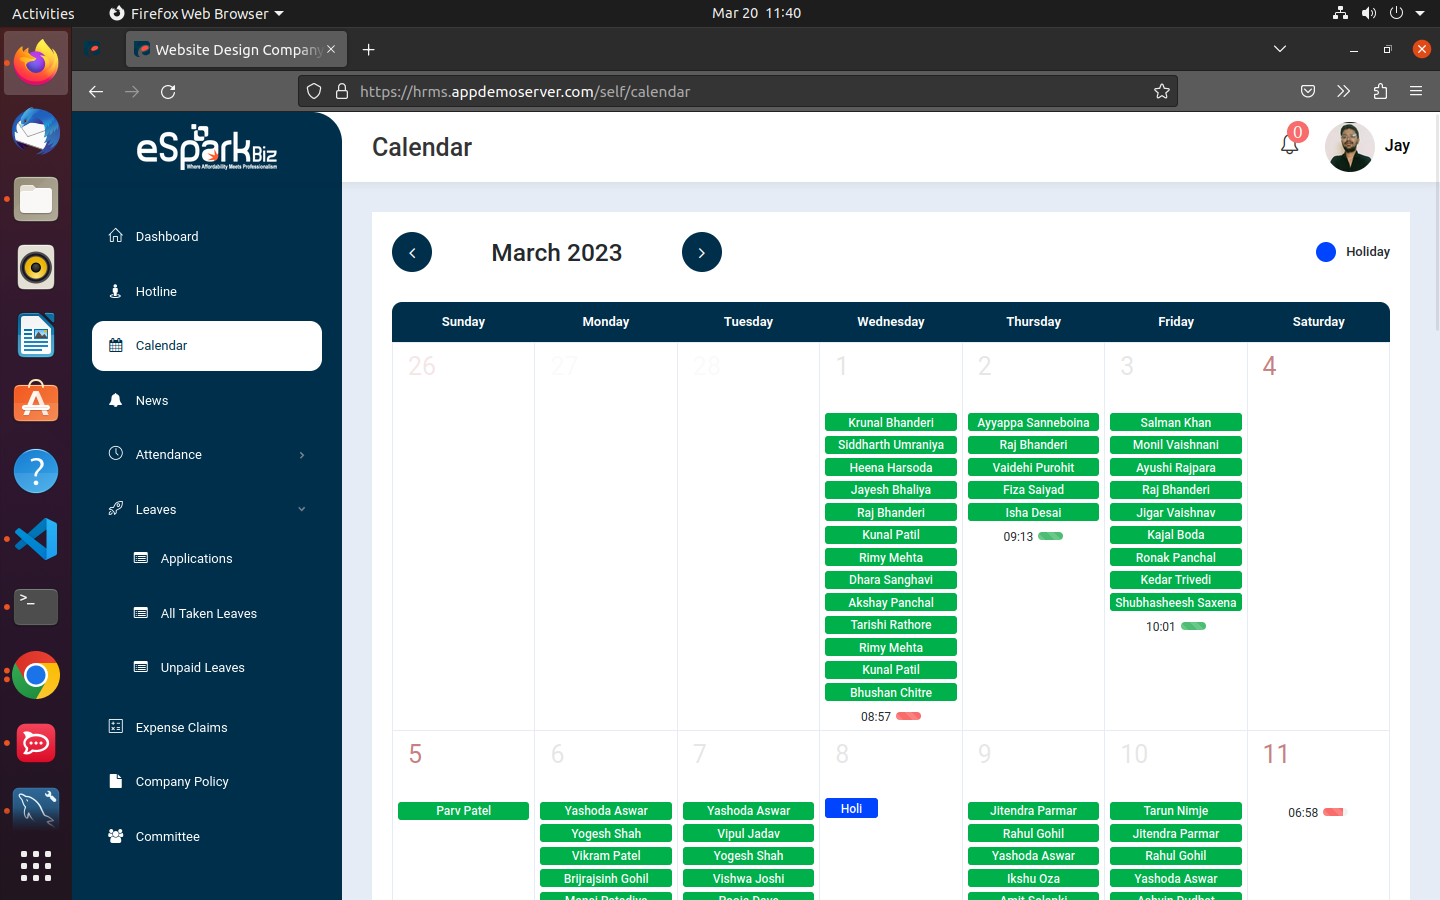 Activities
Firefox Web Browser
Mar 20 11:40
Website Design Company
https://hrms.appdemoserver.com/self/calendar
eSparkBiz
Where Affordability Meets Professionalism
Calendar
0
Jay
Dashboard
Hotline
Calendar
News
Attendance
Leaves
Applications
All Taken Leaves
Unpaid Leaves
Expense Claims
Company Policy
Committee
March 2023
Holiday
Sunday Monday Tuesday Wednesday Thursday Friday Saturday
26
27
28
1
Krunal Bhanderi
Siddharth Umraniya
Heena Harsoda
Jayesh Bhaliya
Raj Bhanderi
Kunal Patil
Rimy Mehta
Dhara Sanghavi
Akshay Panchal
Tarishi Rathore
Rimy Mehta
Kunal Patil
Bhushan Chitre
08:57
2
Ayyappa Sanneboina
Raj Bhanderi
Vaidehi Purohit
Fiza Saiyad
Isha Desai
09:13
3
Salman Khan
Monil Vaishnani
Ayushi Rajpara
Raj Bhanderi
Jigar Vaishnav
Kajal Boda
Ronak Panchal
Kedar Trivedi
Shubhasheesh Saxena
10:01
4
5
Parv Patel
6
Yashoda Aswar
Yogesh Shah
Vikram Patel
Brijrajsinh Gohil
7
Yashoda Aswar
Vipul Jadav
Yogesh Shah
Vishwa Joshi
8
Holi
9
Jitendra Parmar
Rahul Gohil
Yashoda Aswar
Ikshu Oza
10
Tarun Nimje
Jitendra Parmar
Rahul Gohil
Yashoda Aswar
11
06:58